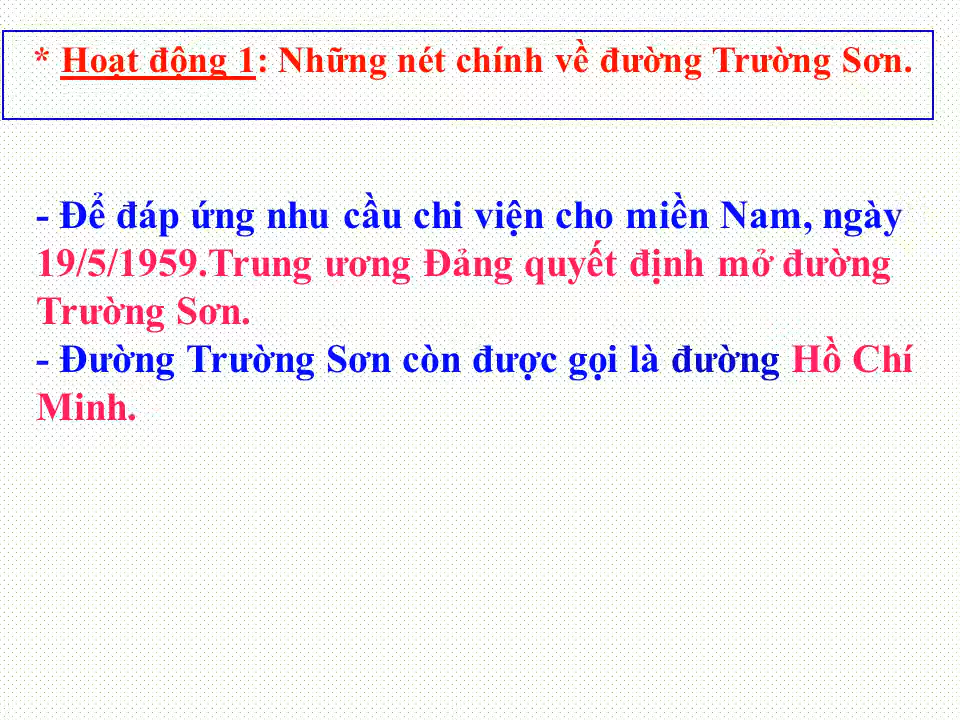 * Hoạt động 1: Những nét chính về đường Trường Sơn.
- Để đáp ứng nhu cầu chi viện cho miền Nam, ngày
19/5/1959.Trung ương Đảng quyết định mở đường
Trường Sơn.
- Đường Trường Sơn còn được gọi là đường Hồ Chí
Minh.